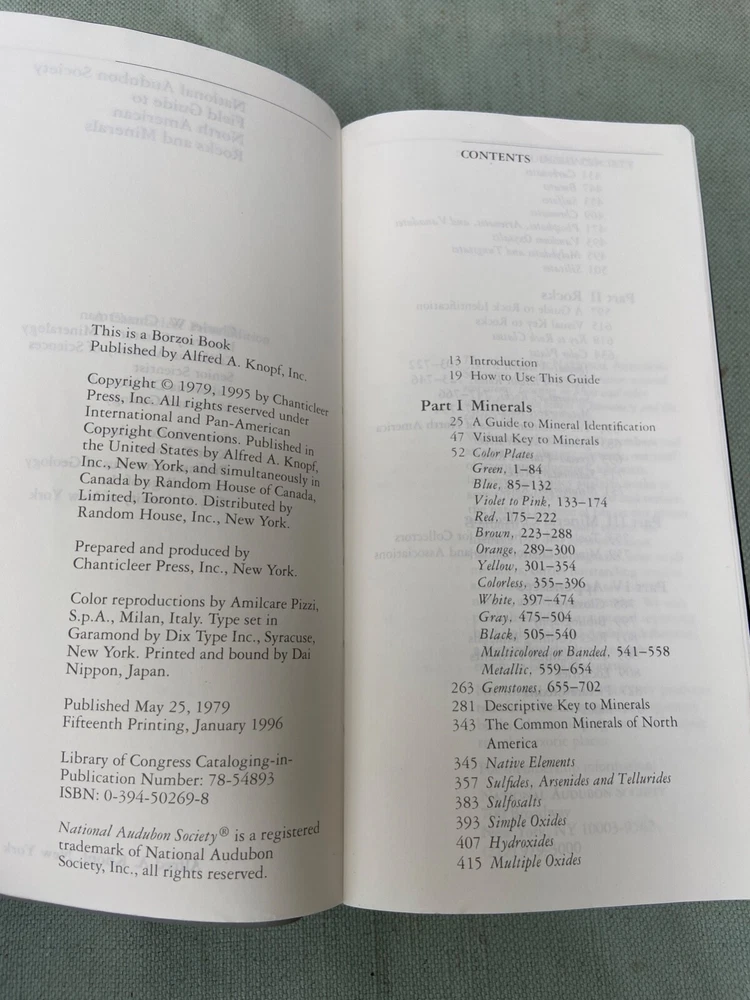 This is a Borzoi Book
Published by Alfred A. Knopf, Inc.
Copyright © 1979, 1995 by Chanticleer
Press, Inc. All rights reserved under
International and Pan-American
Copyright Conventions. Published in
the United States by Alfred A. Knopf,
Inc., New York, and simultaneously in
Canada by Random House of Canada,
Limited, Toronto. Distributed by
Random House, Inc., New York.
Prepared and produced by
Chanticleer Press, Inc., New York.
Color reproductions by Amilcare Pizzi,
S.p.A., Milan, Italy. Type set in
Garamond by Dix Type Inc., Syracuse,
New York. Printed and bound by Dai
Nippon, Japan.
Published May 25, 1979
Fifteenth Printing, January 1996
Library of Congress Cataloging-in-
Publication Number: 78-54893
ISBN: 0-394-50269-8
National Audubon Society® is a registered
trademark of National Audubon
Society, Inc., all rights reserved.
CONTENTS
13 Introduction
19 How to Use This Guide
Part I Minerals
25 A Guide to Mineral Identification
47 Visual Key to Minerals
52 Color Plates
Green, 1–84
Blue, 85–132
Violet to Pink, 133–174
Red, 175–222
Brown, 223–288
Orange, 289–300
Yellow, 301–354
Colorless, 355–396
White, 397–474
Gray, 475–504
Black, 505–540
Multicolored or Banded, 541–558
Metallic, 559–654
263 Gemstones, 655–702
281 Descriptive Key to Minerals
343 The Common Minerals of North
America
345 Native Elements
357 Sulfides, Arsenides and Tellurides
383 Sulfosalts
393 Simple Oxides
407 Hydroxides
415 Multiple Oxides